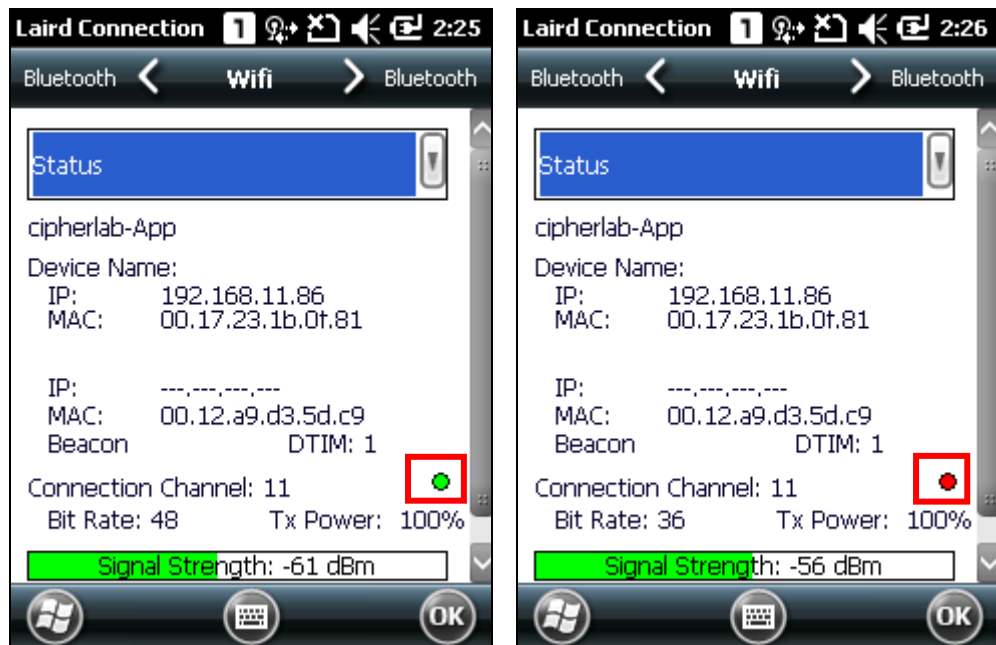 Laird Connection 1 2:25
Bluetooth Wifi Bluetooth
Status
cipherlab-App
Device Name:
IP: 192.168.11.86
MAC: 00.17.23.1b.0f.81
IP: ---.---.---.---
MAC: 00.12.a9.d3.5d.c9
Beacon DTIM: 1
Connection Channel: 11
Bit Rate: 48 Tx Power: 100%
Signal Strength: -61 dBm
OK
Laird Connection 1 2:26
Bluetooth Wifi Bluetooth
Status
cipherlab-App
Device Name:
IP: 192.168.11.86
MAC: 00.17.23.1b.0f.81
IP: ---.---.---.---
MAC: 00.12.a9.d3.5d.c9
Beacon DTIM: 1
Connection Channel: 11
Bit Rate: 36 Tx Power: 100%
Signal Strength: -56 dBm
OK